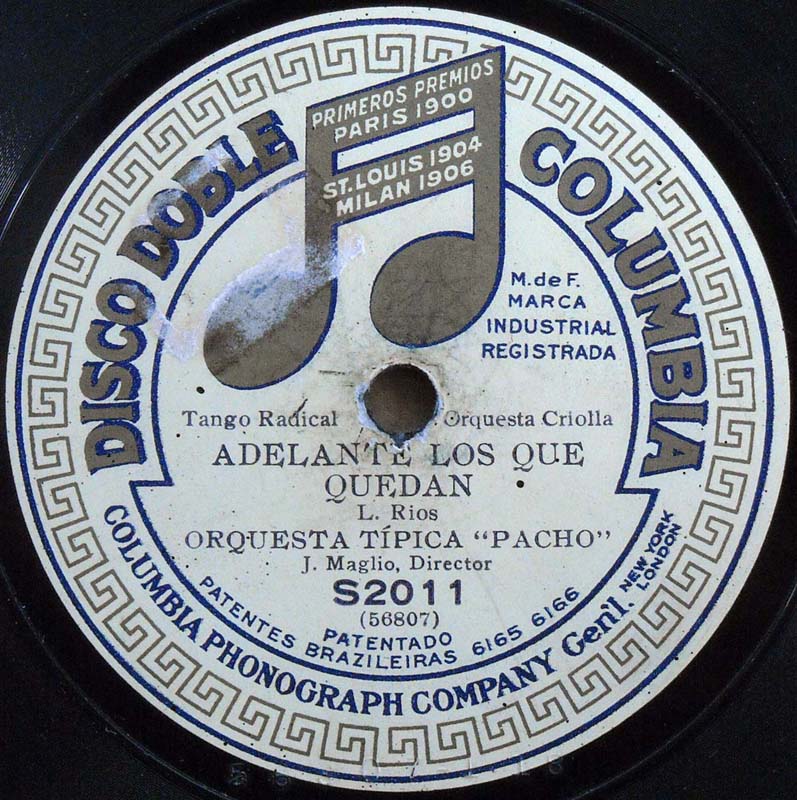 DISCO DOBLE COLUMBIA
PRIMEROS PREMIOS
PARIS 1900
ST. LOUIS 1904
MILAN 1906
M. de F.
MARCA
INDUSTRIAL
REGISTRADA
Tango Radical Orquesta Criolla
ADELANTE LOS QUE
QUEDAN
L. Rios
ORQUESTA TÍPICA “PACHO”
J. Maglio, Director
S2011
(56807)
PATENTADO
PATENTES BRAZILEIRAS 6165 6166
COLUMBIA PHONOGRAPH COMPANY Gen'l. NEW YORK
LONDON